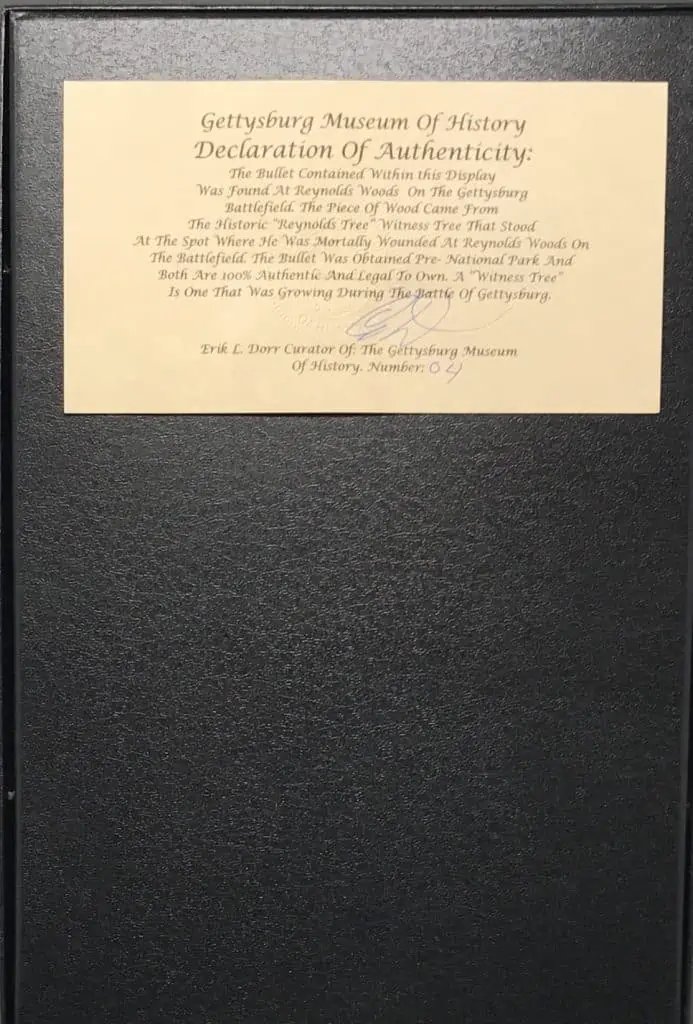 Gettysburg Museum Of History
Declaration Of Authenticity:
The Bullet Contained Within this Display
Was Found At Reynolds Woods On The Gettysburg
Battlefield. The Piece Of Wood Came From
The Historic "Reynolds Tree" Witness Tree That Stood
At The Spot Where He Was Mortally Wounded At Reynolds Woods On
The Battlefield. The Bullet Was Obtained Pre- National Park And
Both Are 100% Authentic And Legal To Own. A "Witness Tree"
Is One That Was Growing During The Battle Of Gettysburg.
Erik L. Dorr Curator Of: The Gettysburg Museum
Of History. Number: 04